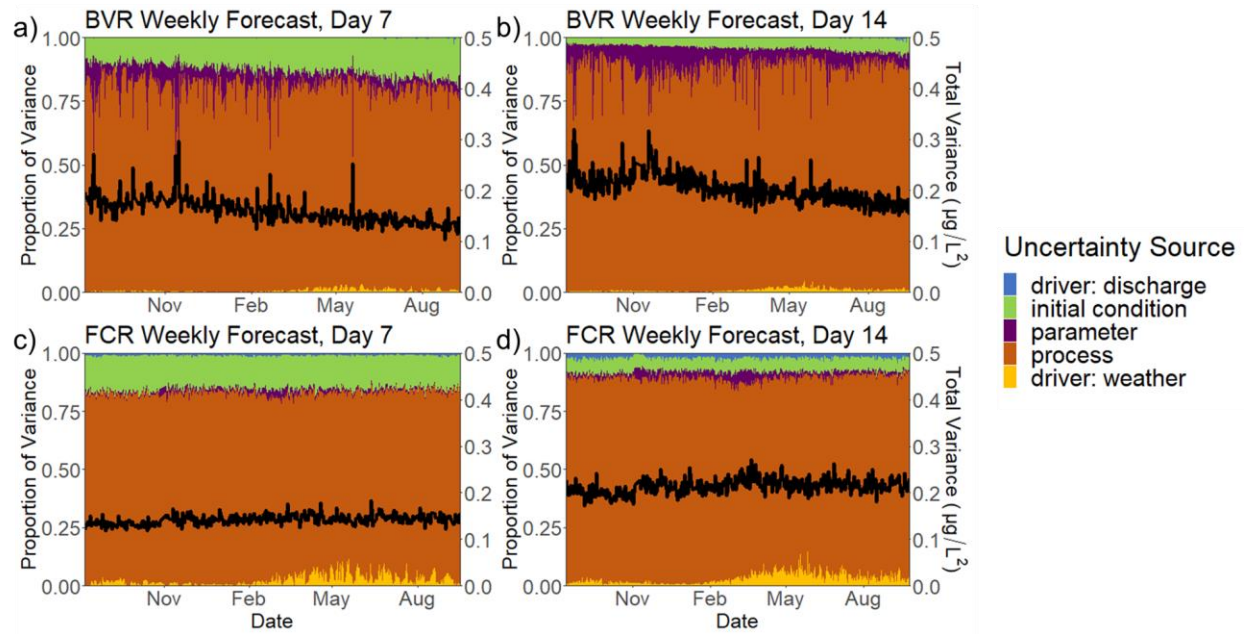 a) BVR Weekly Forecast, Day 7
1.00
0.75
0.50
0.25
0.00
Proportion of Variance
0.5
0.4
0.3
0.2
0.1
0.0
Nov Feb May Aug
b) BVR Weekly Forecast, Day 14
1.00
0.75
0.50
0.25
0.00
Proportion of Variance
0.5
0.4
0.3
0.2
0.1
0.0
Total Variance (µg/L²)
Nov Feb May Aug
c) FCR Weekly Forecast, Day 7
1.00
0.75
0.50
0.25
0.00
Proportion of Variance
0.5
0.4
0.3
0.2
0.1
0.0
Nov Feb May Aug
Date
d) FCR Weekly Forecast, Day 14
1.00
0.75
0.50
0.25
0.00
Proportion of Variance
0.5
0.4
0.3
0.2
0.1
0.0
Total Variance (µg/L²)
Nov Feb May Aug
Date
Uncertainty Source
driver: discharge
initial condition
parameter
process
driver: weather